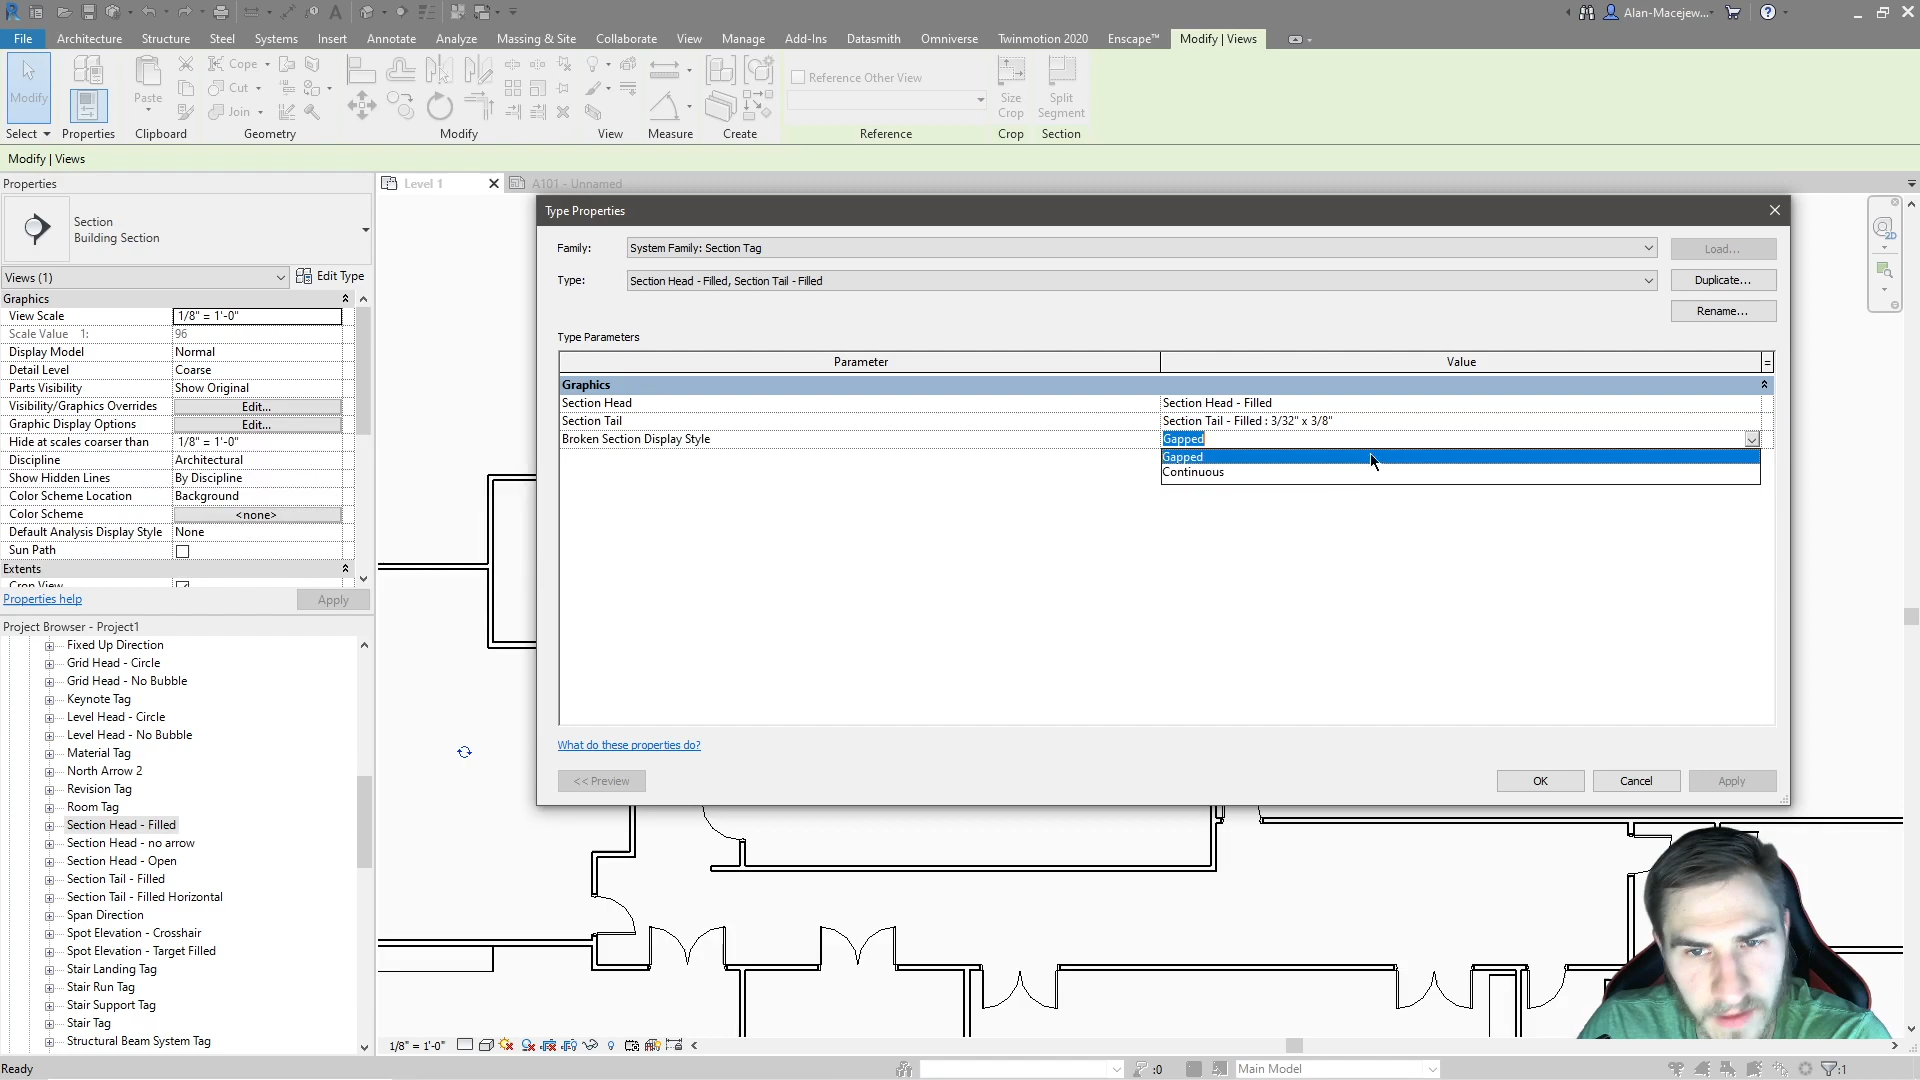 Alan-Macejew...
File Architecture Structure Steel Systems Insert Annotate Analyze Massing & Site Collaborate View Manage Add-Ins Datasmith Omniverse Twinmotion 2020 Enscape™ Modify | Views
Modify
Paste
Cope
Cut
Join
Reference Other View
Size Crop
Split Segment
Select Properties Clipboard Geometry Modify View Measure Create Reference Crop Section
Modify | Views
Properties
Level 1
A101 - Unnamed
Section
Building Section
Views (1)
Edit Type
Graphics
View Scale 1/8" = 1'-0"
Scale Value 1: 96
Display Model Normal
Detail Level Coarse
Parts Visibility Show Original
Visibility/Graphics Overrides Edit...
Graphic Display Options Edit...
Hide at scales coarser than 1/8" = 1'-0"
Discipline Architectural
Show Hidden Lines By Discipline
Color Scheme Location Background
Color Scheme <none>
Default Analysis Display Style None
Sun Path
Extents
Crop View
Properties help
Apply
Project Browser - Project1
Fixed Up Direction
Grid Head - Circle
Grid Head - No Bubble
Keynote Tag
Level Head - Circle
Level Head - No Bubble
Material Tag
North Arrow 2
Revision Tag
Room Tag
Section Head - Filled
Section Head - no arrow
Section Head - Open
Section Tail - Filled
Section Tail - Filled Horizontal
Span Direction
Spot Elevation - Crosshair
Spot Elevation - Target Filled
Stair Landing Tag
Stair Run Tag
Stair Support Tag
Stair Tag
Structural Beam System Tag
Type Properties
Family: System Family: Section Tag Load...
Type: Section Head - Filled, Section Tail - Filled Duplicate...
Rename...
Type Parameters
Parameter Value =
Graphics
Section Head Section Head - Filled
Section Tail Section Tail - Filled : 3/32" x 3/8"
Broken Section Display Style Gapped
Gapped
Continuous
What do these properties do?
<< Preview OK Cancel Apply
2D
1/8" = 1'-0"
Ready
:0
Main Model
:1